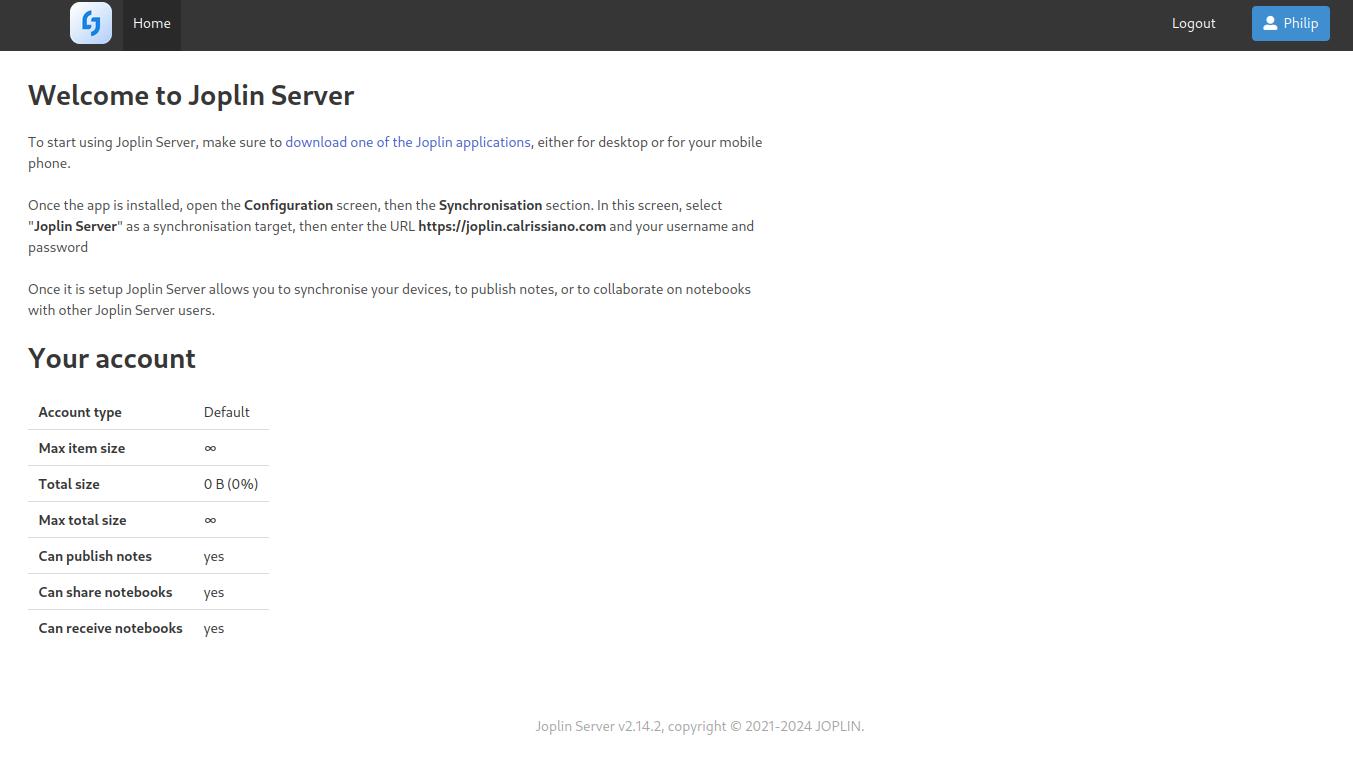 Home
Logout
Philip
Welcome to Joplin Server
To start using Joplin Server, make sure to download one of the Joplin applications, either for desktop or for your mobile
phone.
Once the app is installed, open the Configuration screen, then the Synchronisation section. In this screen, select
"Joplin Server" as a synchronisation target, then enter the URL https://joplin.calrissiano.com and your username and
password
Once it is setup Joplin Server allows you to synchronise your devices, to publish notes, or to collaborate on notebooks
with other Joplin Server users.
Your account
Account type Default
Max item size ∞
Total size 0 B (0%)
Max total size ∞
Can publish notes yes
Can share notebooks yes
Can receive notebooks yes
Joplin Server v2.14.2, copyright © 2021-2024 JOPLIN.